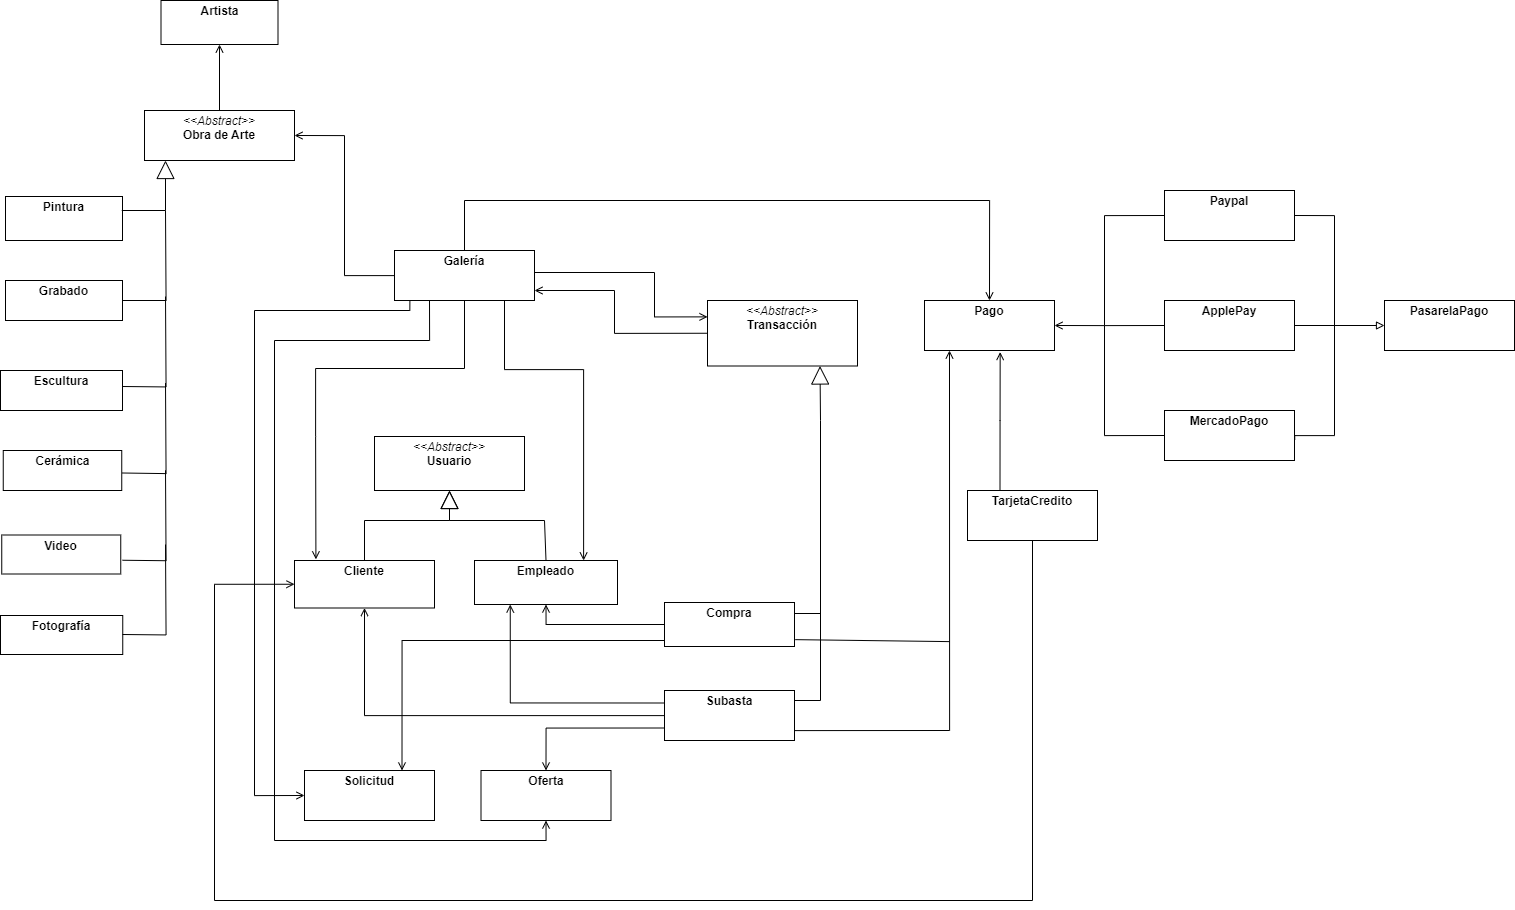 Artista
<<Abstract>>
Obra de Arte
Pintura
Paypal
Galería
Grabado
<<Abstract>>
Transacción
Pago
ApplePay
PasarelaPago
Escultura
MercadoPago
<<Abstract>>
Usuario
Cerámica
TarjetaCredito
Video
Cliente
Empleado
Compra
Fotografía
Subasta
Solicitud
Oferta